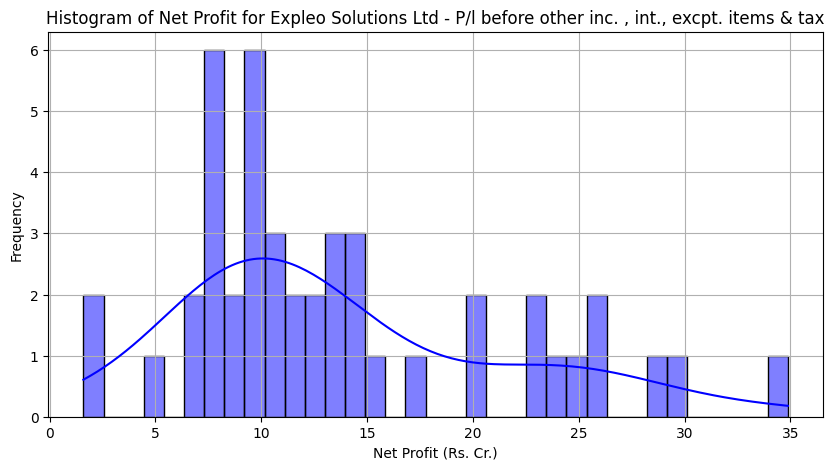 Histogram of Net Profit for Expleo Solutions Ltd - P/l before other inc. , int., excpt. items & tax
6
5
4
3
2
1
0
Frequency
0 5 10 15 20 25 30 35
Net Profit (Rs. Cr.)